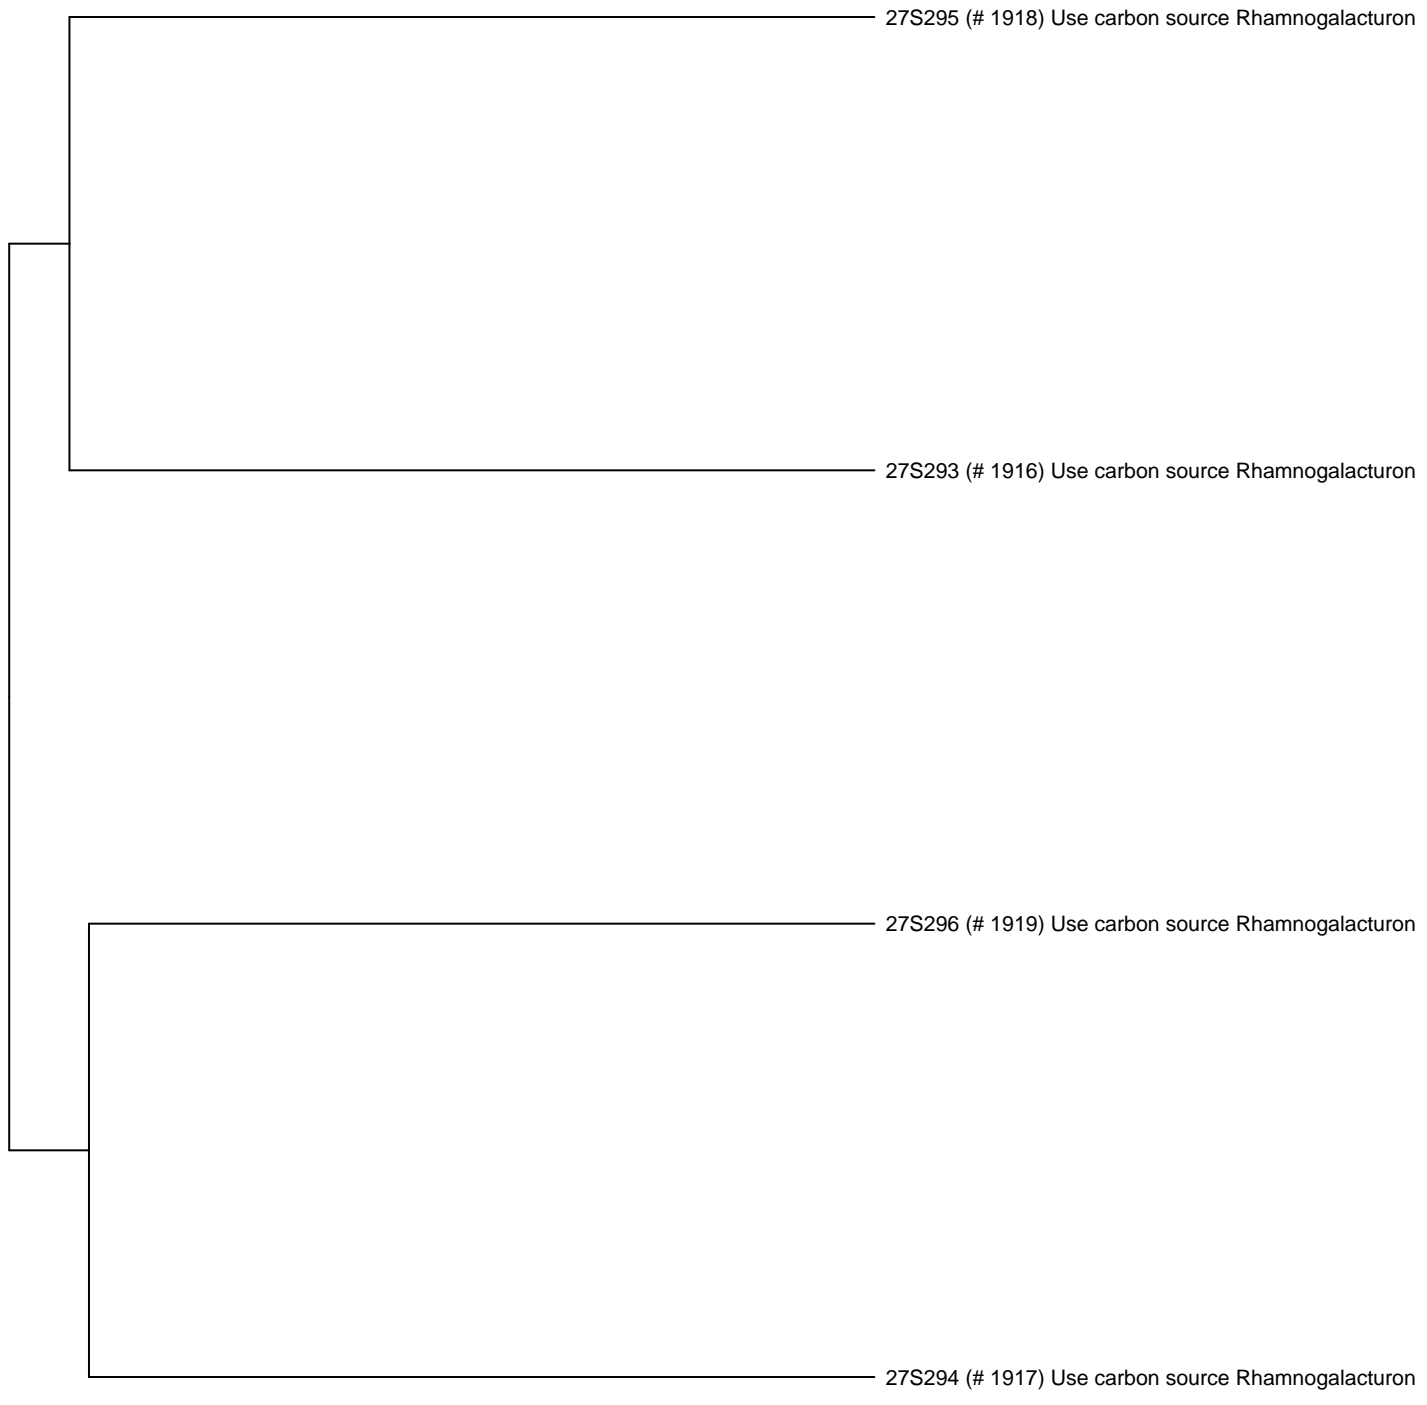 27S295 (# 1918) Use carbon source Rhamnogalacturon
27S293 (# 1916) Use carbon source Rhamnogalacturon
27S296 (# 1919) Use carbon source Rhamnogalacturon
27S294 (# 1917) Use carbon source Rhamnogalacturon